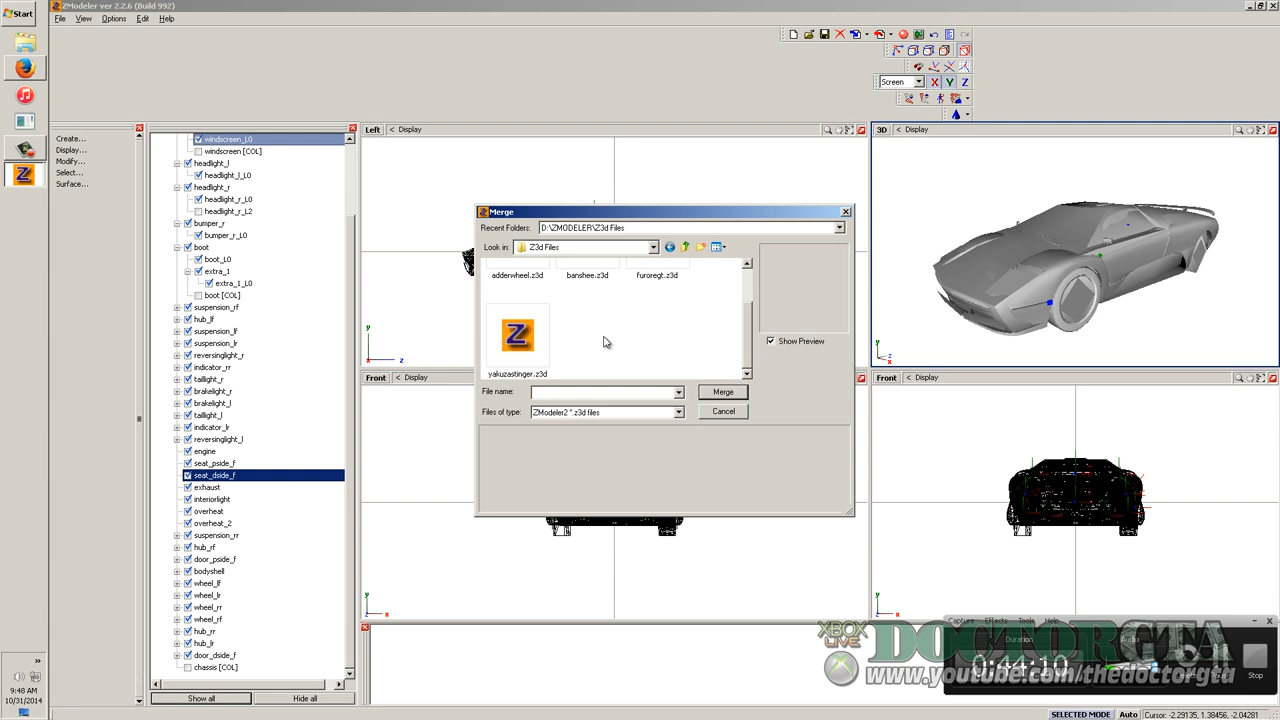 Start
ZModeler ver 2.2.6 (Build 992)
File View Options Edit Help
Screen X Y Z
Create...
Display...
Modify...
Select...
Surface...
windscreen_L0
windscreen [COL]
headlight_l
headlight_l_L0
headlight_r
headlight_r_L0
headlight_r_L2
bumper_r
bumper_r_L0
boot
boot_L0
extra_1
extra_1_L0
boot [COL]
suspension_rf
hub_lf
suspension_lf
suspension_lr
reversinglight_r
indicator_rr
taillight_r
brakelight_r
brakelight_l
taillight_l
indicator_lr
reversinglight_l
engine
seat_pside_f
seat_dside_f
exhaust
interiorlight
overheat
overheat_2
suspension_rr
hub_rf
door_pside_f
bodyshell
wheel_lf
wheel_lr
wheel_rr
wheel_rf
hub_rr
hub_lr
door_dside_f
chassis [COL]
Show all
Hide all
Left < Display
3D < Display
Front < Display
Front < Display
y
z
y
x
y
x
z
x
Merge
Recent Folders: D:\ZMODELER\Z3d Files
Look in: Z3d Files
adderwheel.z3d
banshee.z3d
furoregt.z3d
yakuzastinger.z3d
Show Preview
File name:
Merge
Files of type: ZModeler2 *.z3d files
Cancel
Capture Effects Tools Help
Duration
Audio
0:44:10
Stop
XBOX LIVE
DOCTORGTA
www.youtube.com/thedoctorgta
9:48 AM
10/31/2014
SELECTED MODE Auto Cursor: -2.29135, 1.38456, -2.04281